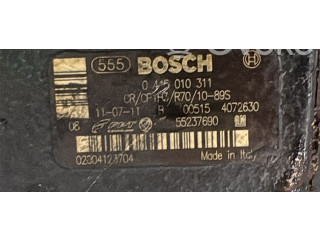 555 BOSCH
0 445 010 311
CR/CP1H3/R70/10-89S
11-07-11 00515 4072630
08 55237690
Made in Italy